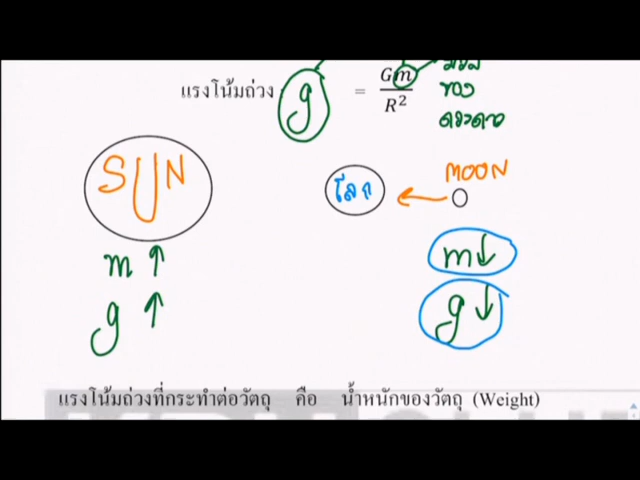 แรงโน้มถ่วง g = Gm / R²
มวล
ของ
ดวงดาว
SUN
โลก
MOON
m↑
m↓
g↑
g↓
แรงโน้มถ่วงที่กระทำต่อวัตถุ คือ น้ำหนักของวัตถุ (Weight)